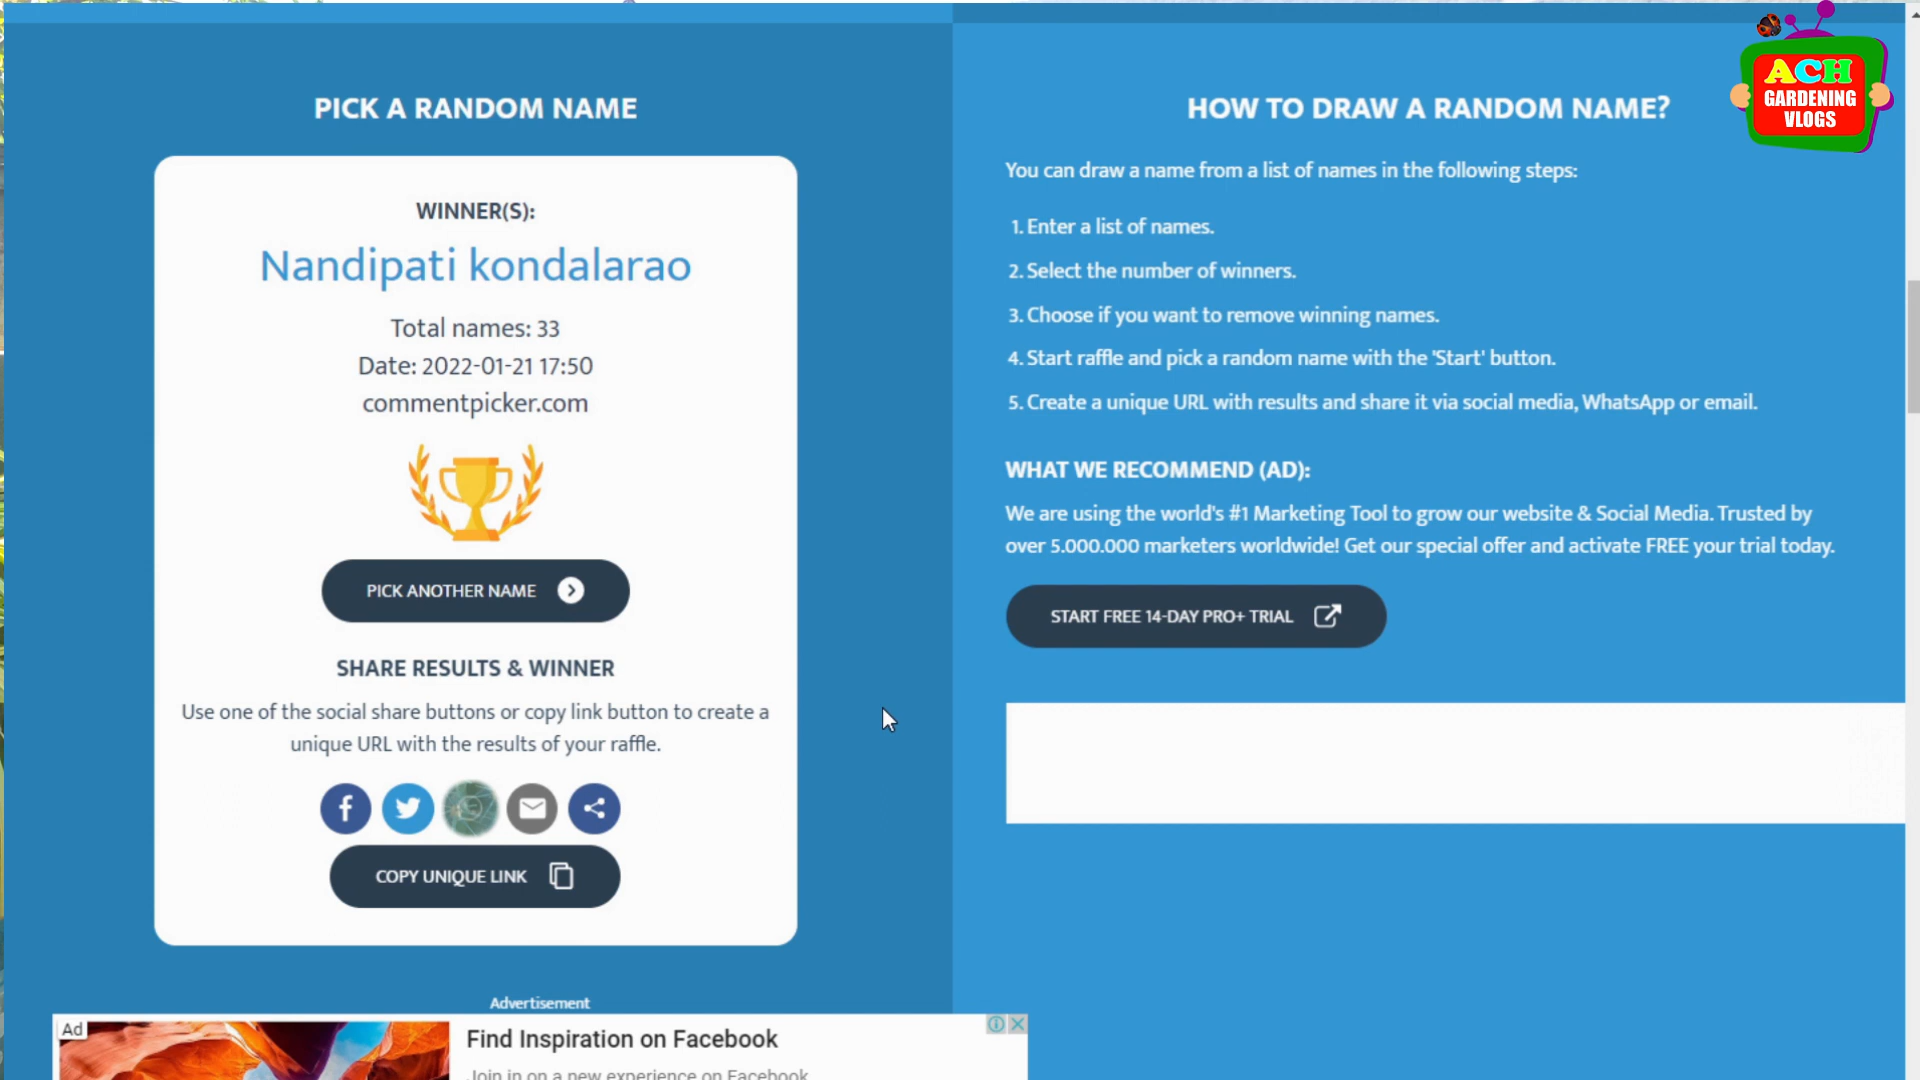 PICK A RANDOM NAME
WINNER(S):
Nandipati kondalarao
Total names: 33
Date: 2022-01-21 17:50
commentpicker.com
PICK ANOTHER NAME
SHARE RESULTS & WINNER
Use one of the social share buttons or copy link button to create a
unique URL with the results of your raffle.
COPY UNIQUE LINK
Advertisement
Ad
Find Inspiration on Facebook
Join in on a new experience on Facebook
HOW TO DRAW A RANDOM NAME?
You can draw a name from a list of names in the following steps:
1. Enter a list of names.
2. Select the number of winners.
3. Choose if you want to remove winning names.
4. Start raffle and pick a random name with the 'Start' button.
5. Create a unique URL with results and share it via social media, WhatsApp or email.
WHAT WE RECOMMEND (AD):
We are using the world's #1 Marketing Tool to grow our website & Social Media. Trusted by
over 5.000.000 marketers worldwide! Get our special offer and activate FREE your trial today.
START FREE 14-DAY PRO+ TRIAL
ACH
GARDENING
VLOGS